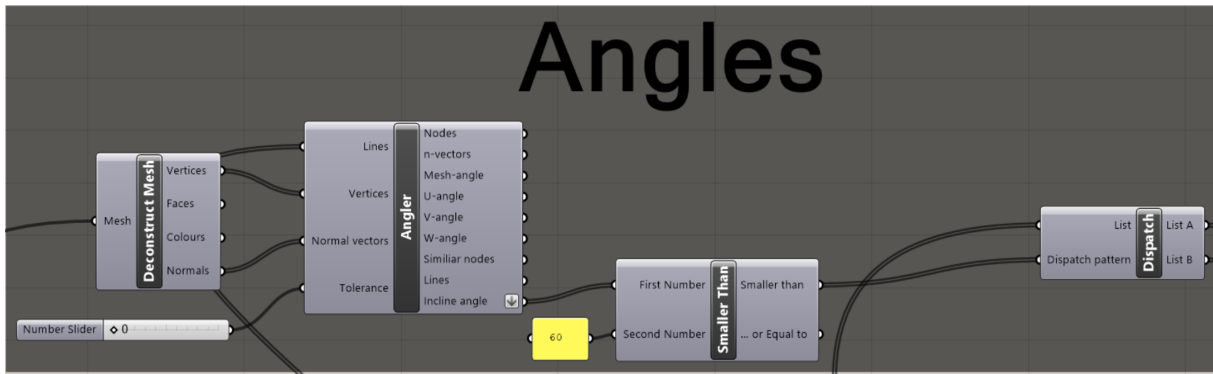 Angles
Mesh
Deconstruct Mesh
Vertices
Faces
Colours
Normals
Number Slider
0
Lines
Vertices
Normal vectors
Tolerance
Angler
Nodes
n-vectors
Mesh-angle
U-angle
V-angle
W-angle
Similiar nodes
Lines
Incline angle
60
First Number
Second Number
Smaller Than
Smaller than
... or Equal to
List
Dispatch pattern
Dispatch
List A
List B